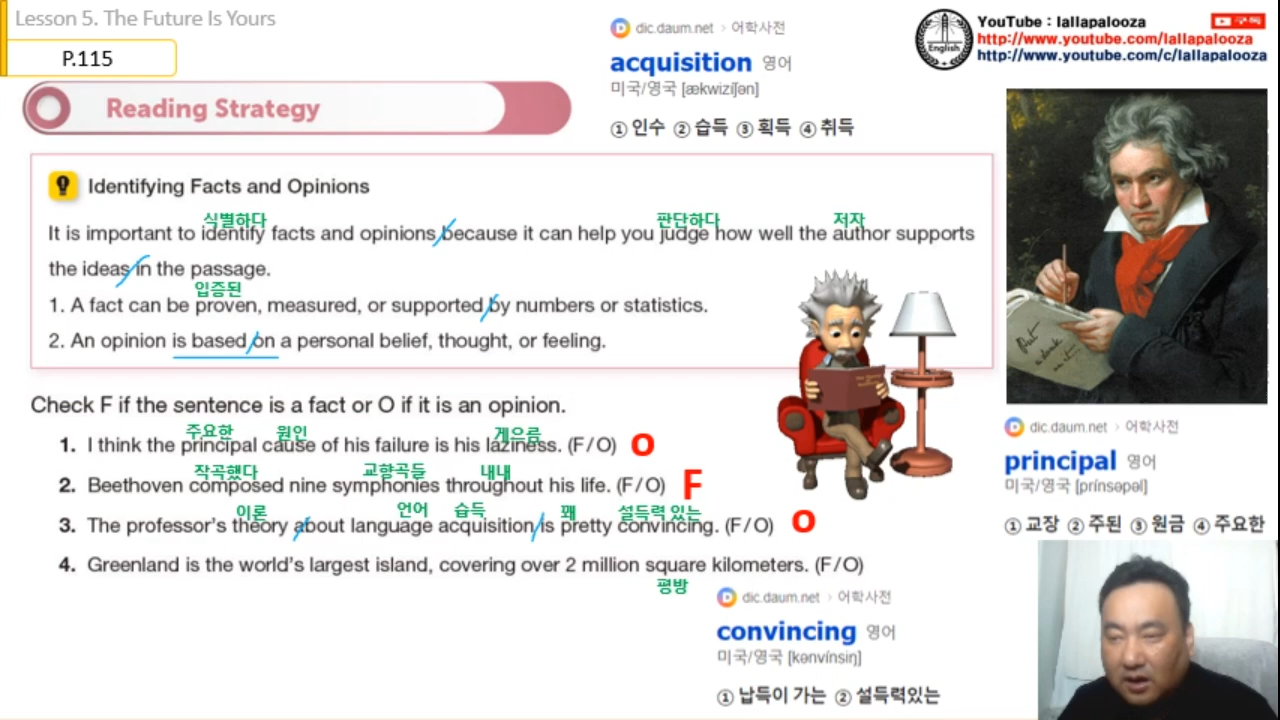 Lesson 5. The Future Is Yours
P.115
dic.daum.net › 어학사전
acquisition 영어
미국/영국 [ækwiziʃən]
① 인수 ② 습득 ③ 획득 ④ 취득
English
YouTube : lallapalooza
구독
http://www.youtube.com/lallapalooza
http://www.youtube.com/c/lallapalooza
Reading Strategy
Identifying Facts and Opinions
식별하다 판단하다 저자
It is important to identify facts and opinions because it can help you judge how well the author supports
the ideas in the passage.
입증된
1. A fact can be proven, measured, or supported by numbers or statistics.
2. An opinion is based on a personal belief, thought, or feeling.
Check F if the sentence is a fact or O if it is an opinion.
주요한 원인 게으름
1. I think the principal cause of his failure is his laziness. (F/O) O
작곡했다 교향곡들 내내
2. Beethoven composed nine symphonies throughout his life. (F/O) F
이론 언어 습득 꽤 설득력 있는
3. The professor's theory about language acquisition is pretty convincing. (F/O) O
4. Greenland is the world's largest island, covering over 2 million square kilometers. (F/O)
평방
dic.daum.net › 어학사전
principal 영어
미국/영국 [prínsəpəl]
① 교장 ② 주된 ③ 원금 ④ 주요한
dic.daum.net › 어학사전
convincing 영어
미국/영국 [kənvínsiŋ]
① 납득이 가는 ② 설득력있는